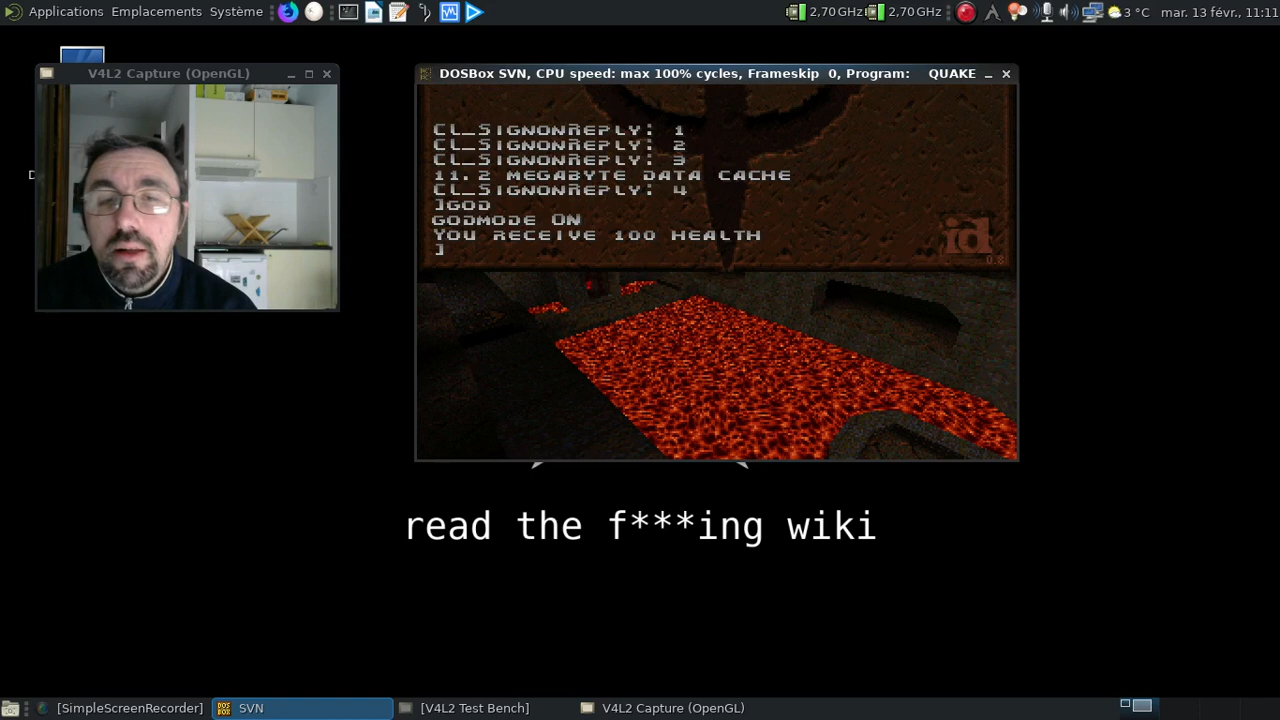 Applications Emplacements Système
2,70 GHz 2,70 GHz
3 °C mar. 13 févr., 11:11
V4L2 Capture (OpenGL)
DOSBox SVN, CPU speed: max 100% cycles, Frameskip 0, Program: QUAKE
CL_SIGNONREPLY: 1
CL_SIGNONREPLY: 2
CL_SIGNONREPLY: 3
11.2 MEGABYTE DATA CACHE
CL_SIGNONREPLY: 4
]GOD
GODMODE ON
YOU RECEIVE 100 HEALTH
]
id
read the f***ing wiki
[SimpleScreenRecorder] SVN [V4L2 Test Bench] V4L2 Capture (OpenGL)